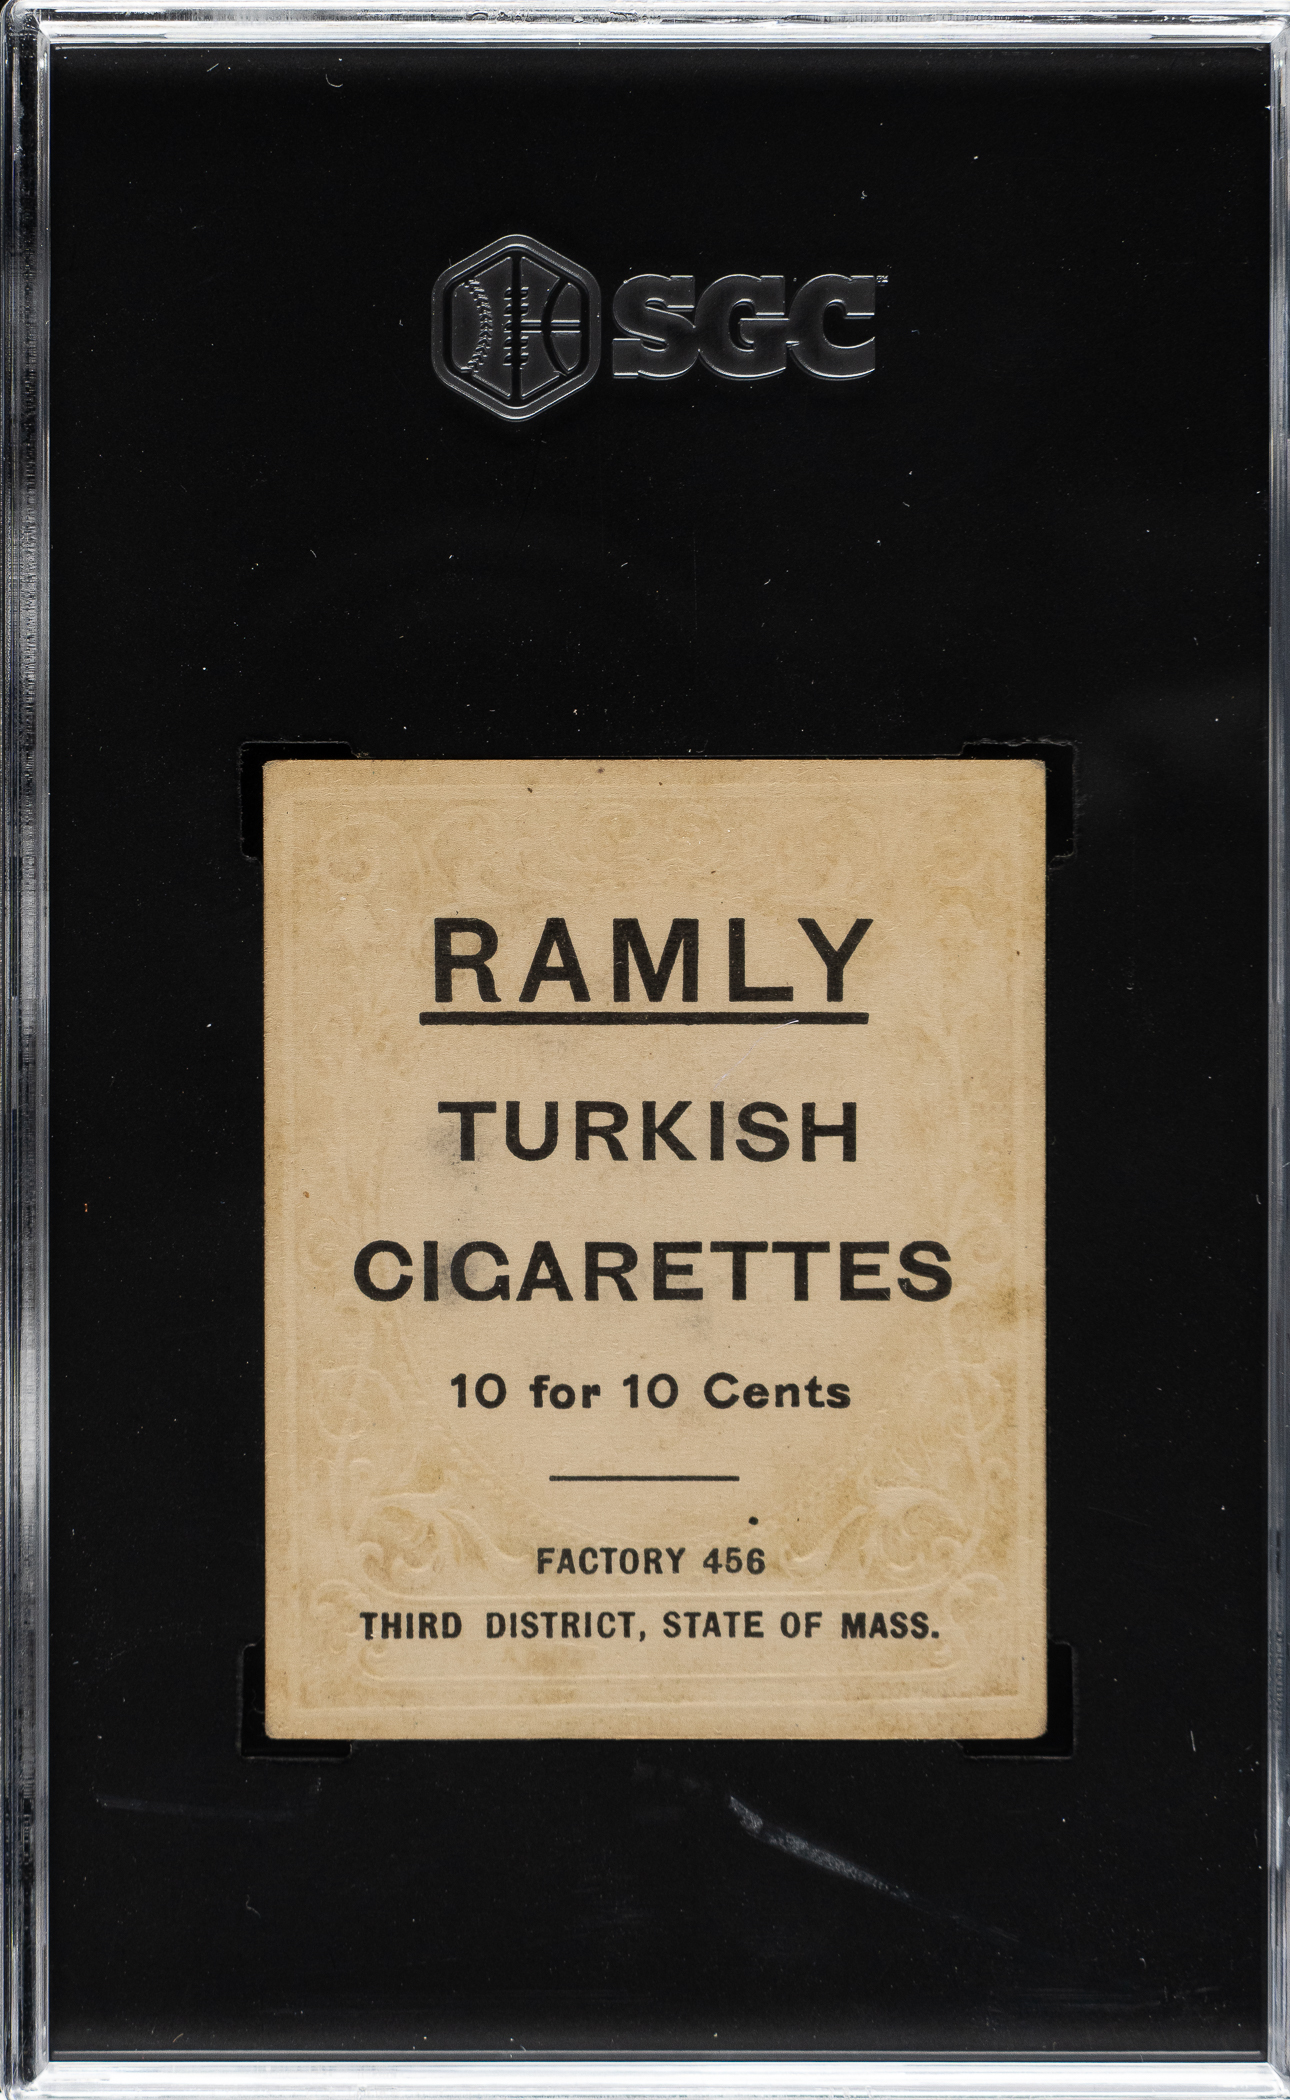 SGC
RAMLY
TURKISH
CIGARETTES
10 for 10 Cents
FACTORY 456
THIRD DISTRICT, STATE OF MASS.